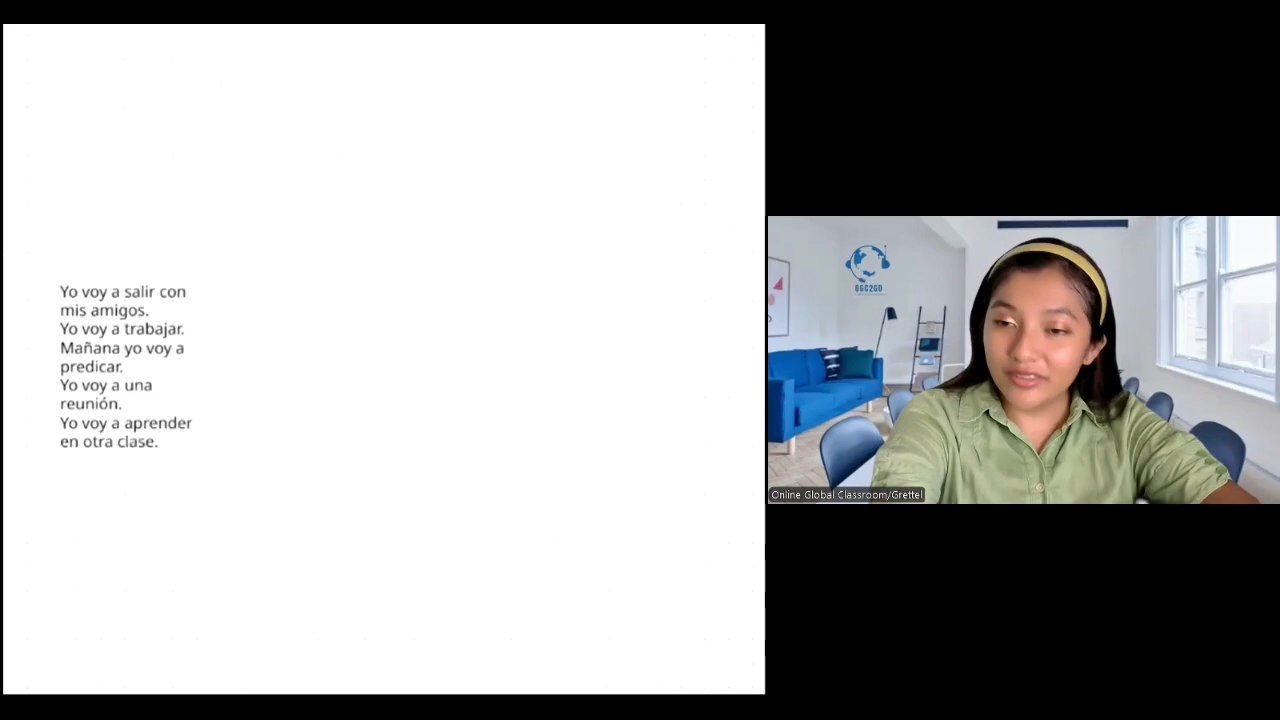 Yo voy a salir con
mis amigos.
Yo voy a trabajar.
Mañana yo voy a
predicar.
Yo voy a una
reunión.
Yo voy a aprender
en otra clase.
OGC2GO
Online Global Classroom/Grettel